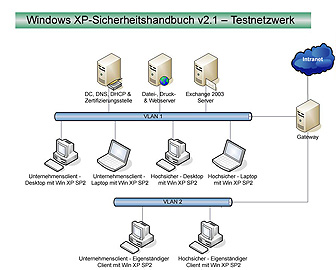 Windows XP-Sicherheitshandbuch v2.1 – Testnetzwerk
Intranet
DC, DNS, DHCP &
Zertifizierungsstelle
Datei-, Druck-
& Webserver
Exchange 2003
Server
VLAN 1
Gateway
Unternehmensclient -
Desktop mit Win XP SP2
Unternehmensclient -
Laptop mit Win XP SP2
Hochsicher - Desktop
mit Win XP SP2
Hochsicher - Laptop
mit Win XP SP2
VLAN 2
Unternehmensclient - Eigenständiger
Client mit Win XP SP2
Hochsicher - Eigenständiger
Client mit Win XP SP2